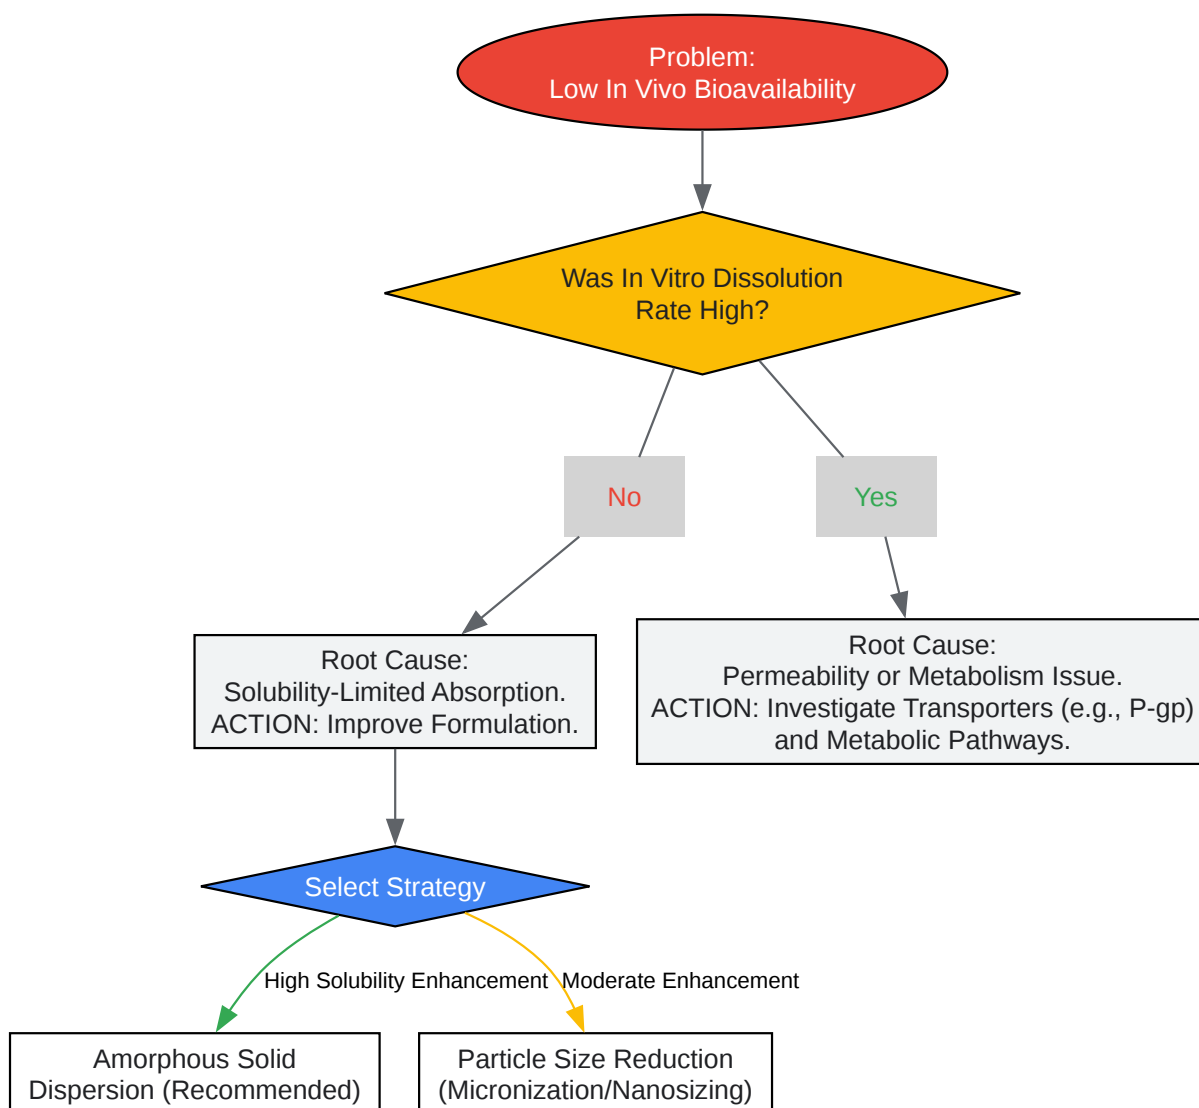 Problem:
Low In Vivo Bioavailability
Was In Vitro Dissolution
Rate High?
No
Yes
Root Cause:
Solubility-Limited Absorption.
ACTION: Improve Formulation.
Root Cause:
Permeability or Metabolism Issue.
ACTION: Investigate Transporters (e.g., P-gp)
and Metabolic Pathways.
Select Strategy
High Solubility Enhancement
Moderate Enhancement
Amorphous Solid
Dispersion (Recommended)
Particle Size Reduction
(Micronization/Nanosizing)